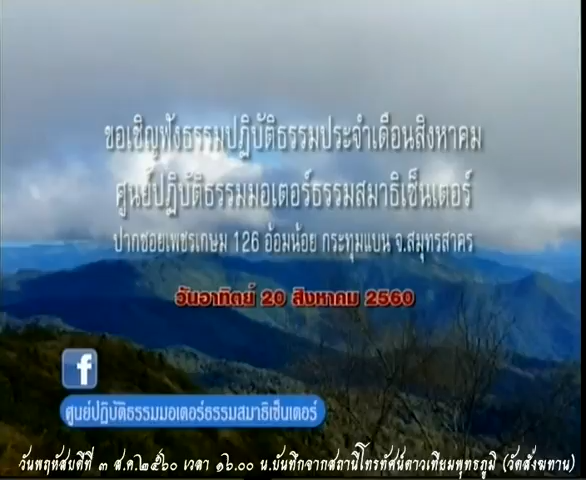 ขอเชิญฟังธรรมปฏิบัติธรรมประจำเดือนสิงหาคม
ศูนย์ปฏิบัติธรรมมอเตอร์ธรรมสมาธิเซ็นเตอร์
ปากซอยเพชรเกษม 126 อ้อมน้อย กระทุมแบน จ.สมุทรสาคร
วันอาทิตย์ 20 สิงหาคม 2560
f
ศูนย์ปฏิบัติธรรมมอเตอร์ธรรมสมาธิเซ็นเตอร์
วันพฤหัสบดีที่ ๓ ส.ค.๒๕๖๐ เวลา ๑๖.๐๐ น.บันทึกจากสถานีโทรทัศน์ดาวเทียมพุทธภูมิ (วัดสังฆทาน)